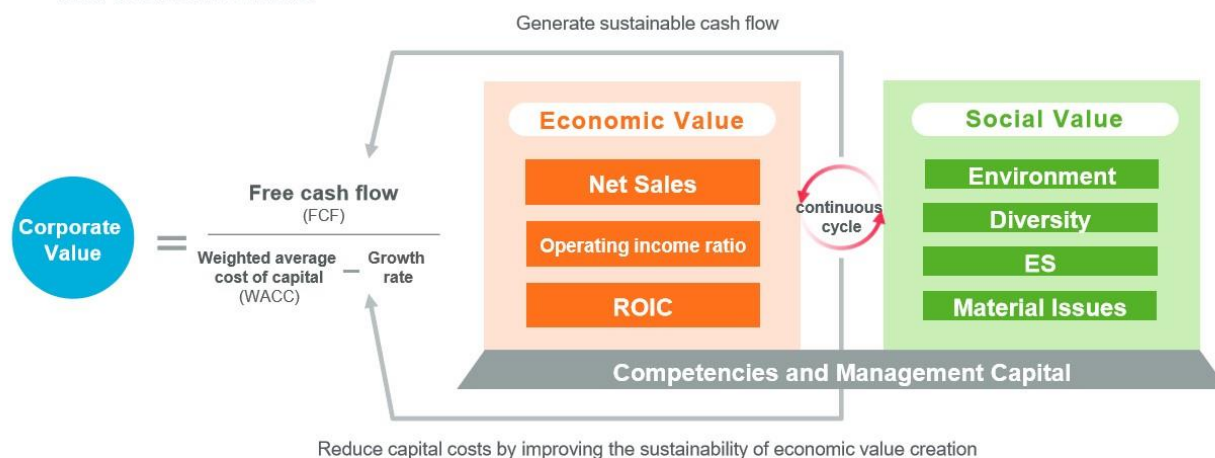 Generate sustainable cash flow
Economic Value
Net Sales
Operating income ratio
ROIC
continuous
cycle
Social Value
Environment
Diversity
ES
Material Issues
Corporate
Value
=
Free cash flow
(FCF)
Weighted average
cost of capital
(WACC)
–
Growth
rate
Competencies and Management Capital
Reduce capital costs by improving the sustainability of economic value creation